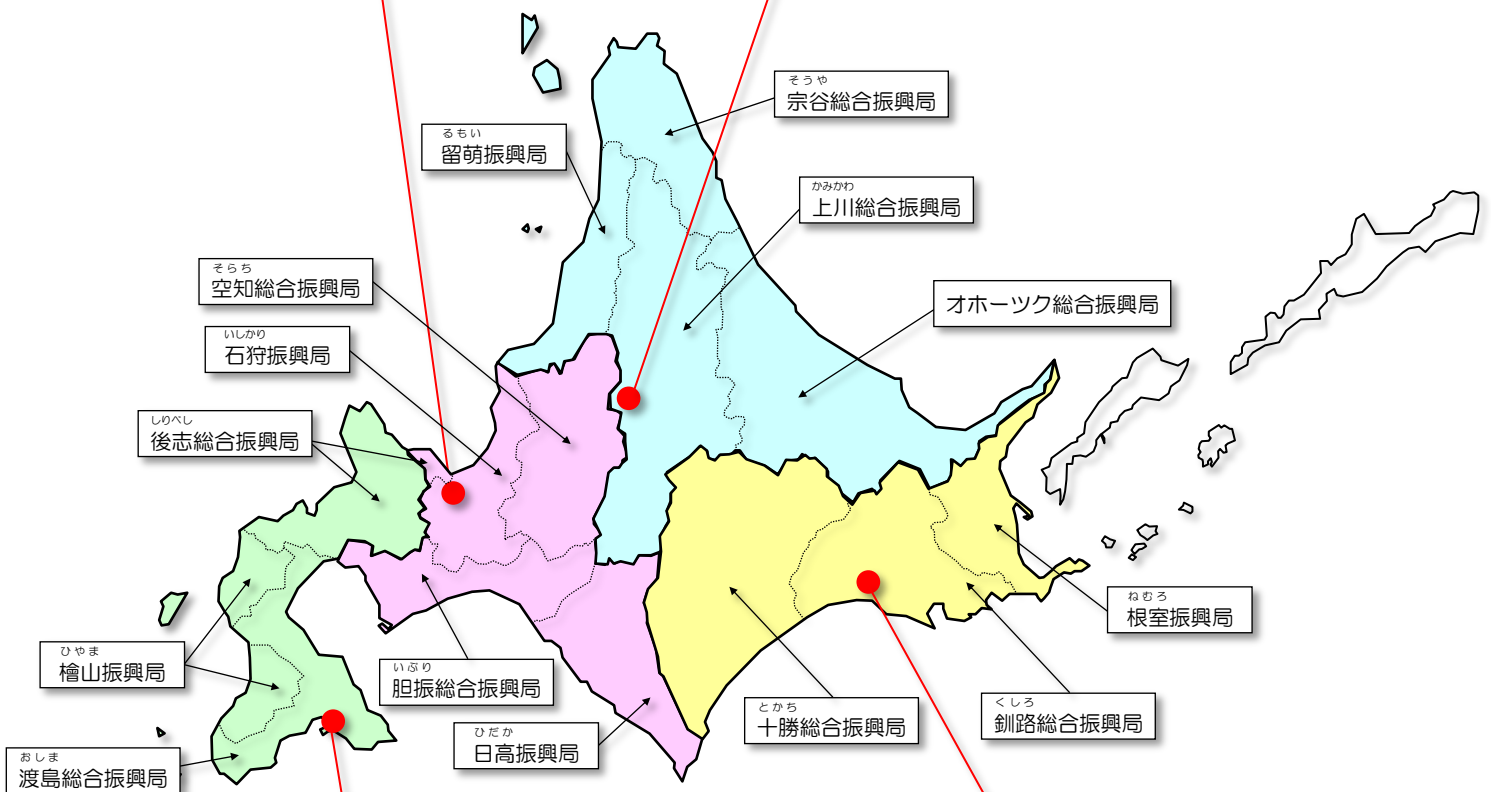 そうや
宗谷総合振興局
るもい
留萌振興局
かみかわ
上川総合振興局
そらち
空知総合振興局
オホーツク総合振興局
いしかり
石狩振興局
しりべし
後志総合振興局
ねむろ
根室振興局
ひやま
檜山振興局
いぶり
胆振総合振興局
くしろ
釧路総合振興局
とかち
十勝総合振興局
ひだか
日高振興局
おしま
渡島総合振興局